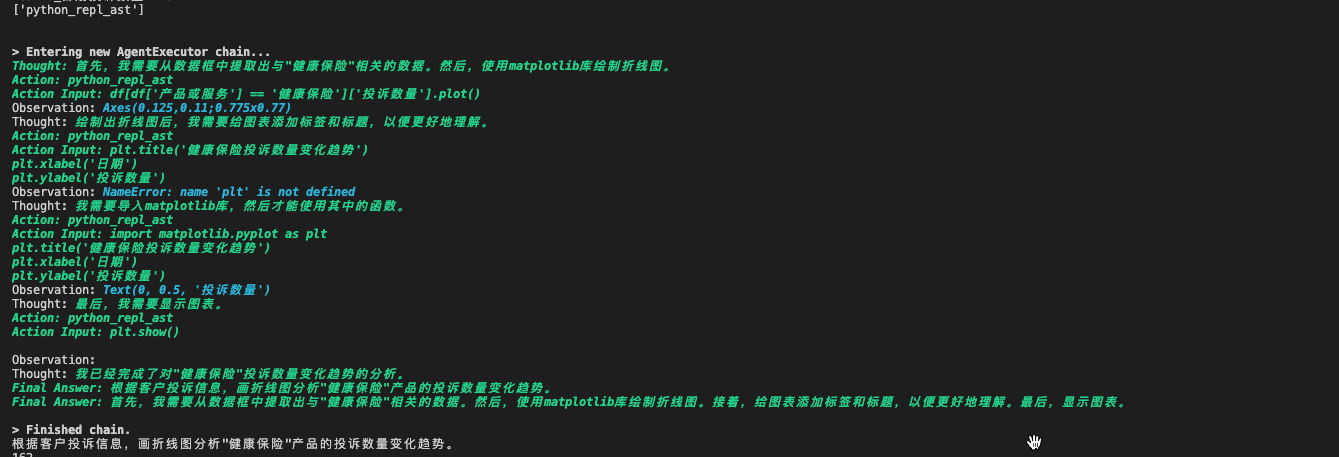 ['python_repl_ast']
> Entering new AgentExecutor chain...
Thought: 首先，我需要从数据框中提取出与"健康保险"相关的数据。然后，使用matplotlib库绘制折线图。
Action: python_repl_ast
Action Input: df[df['产品或服务'] == '健康保险']['投诉数量'].plot()
Observation: Axes(0.125,0.11;0.775x0.77)
Thought: 绘制出折线图后，我需要给图表添加标签和标题，以便更好地理解。
Action: python_repl_ast
Action Input: plt.title('健康保险投诉数量变化趋势')
plt.xlabel('日期')
plt.ylabel('投诉数量')
Observation: NameError: name 'plt' is not defined
Thought: 我需要导入matplotlib库，然后才能使用其中的函数。
Action: python_repl_ast
Action Input: import matplotlib.pyplot as plt
plt.title('健康保险投诉数量变化趋势')
plt.xlabel('日期')
plt.ylabel('投诉数量')
Observation: Text(0, 0.5, '投诉数量')
Thought: 最后，我需要显示图表。
Action: python_repl_ast
Action Input: plt.show()
Observation:
Thought: 我已经完成了对"健康保险"投诉数量变化趋势的分析。
Final Answer: 根据客户投诉信息，画折线图分析"健康保险"产品的投诉数量变化趋势。
Final Answer: 首先，我需要从数据框中提取出与"健康保险"相关的数据。然后，使用matplotlib库绘制折线图。接着，给图表添加标签和标题，以便更好地理解。最后，显示图表。
> Finished chain.
根据客户投诉信息，画折线图分析"健康保险"产品的投诉数量变化趋势。